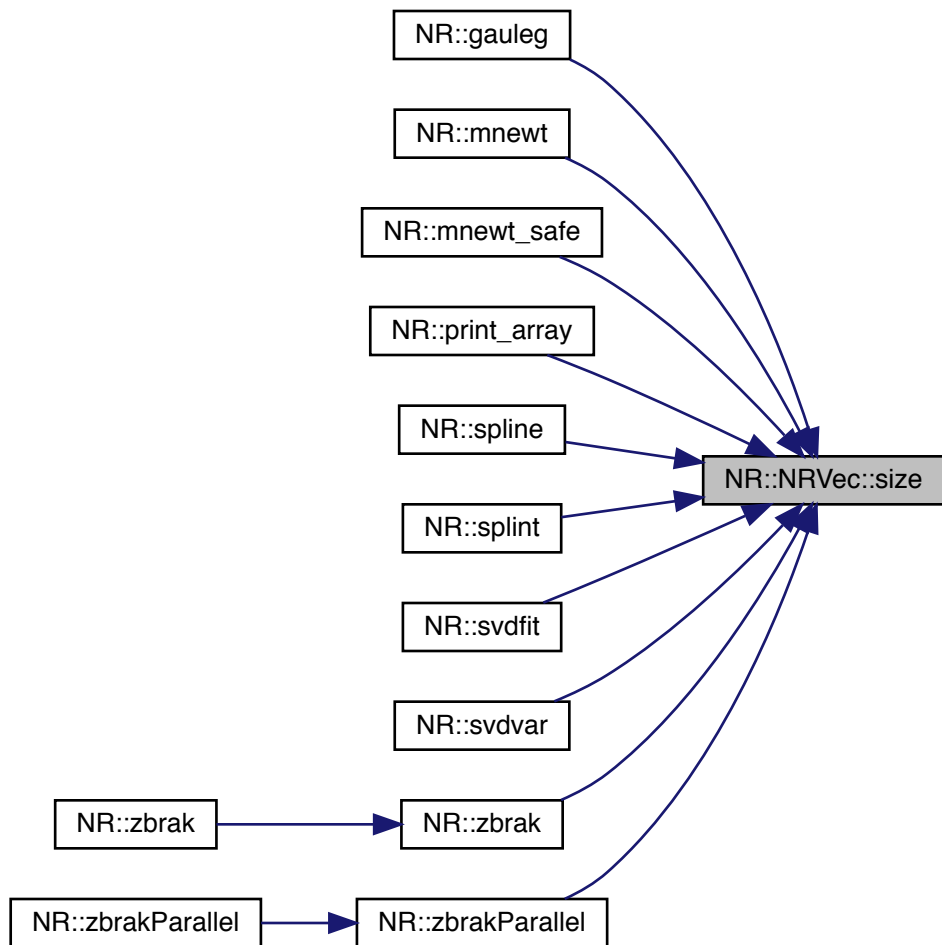 NR::gauleg
NR::mnewt
NR::mnewt_safe
NR::print_array
NR::spline
NR::NRVec::size
NR::splint
NR::svdfit
NR::svdvar
NR::zbrak
NR::zbrak
NR::zbrakParallel
NR::zbrakParallel